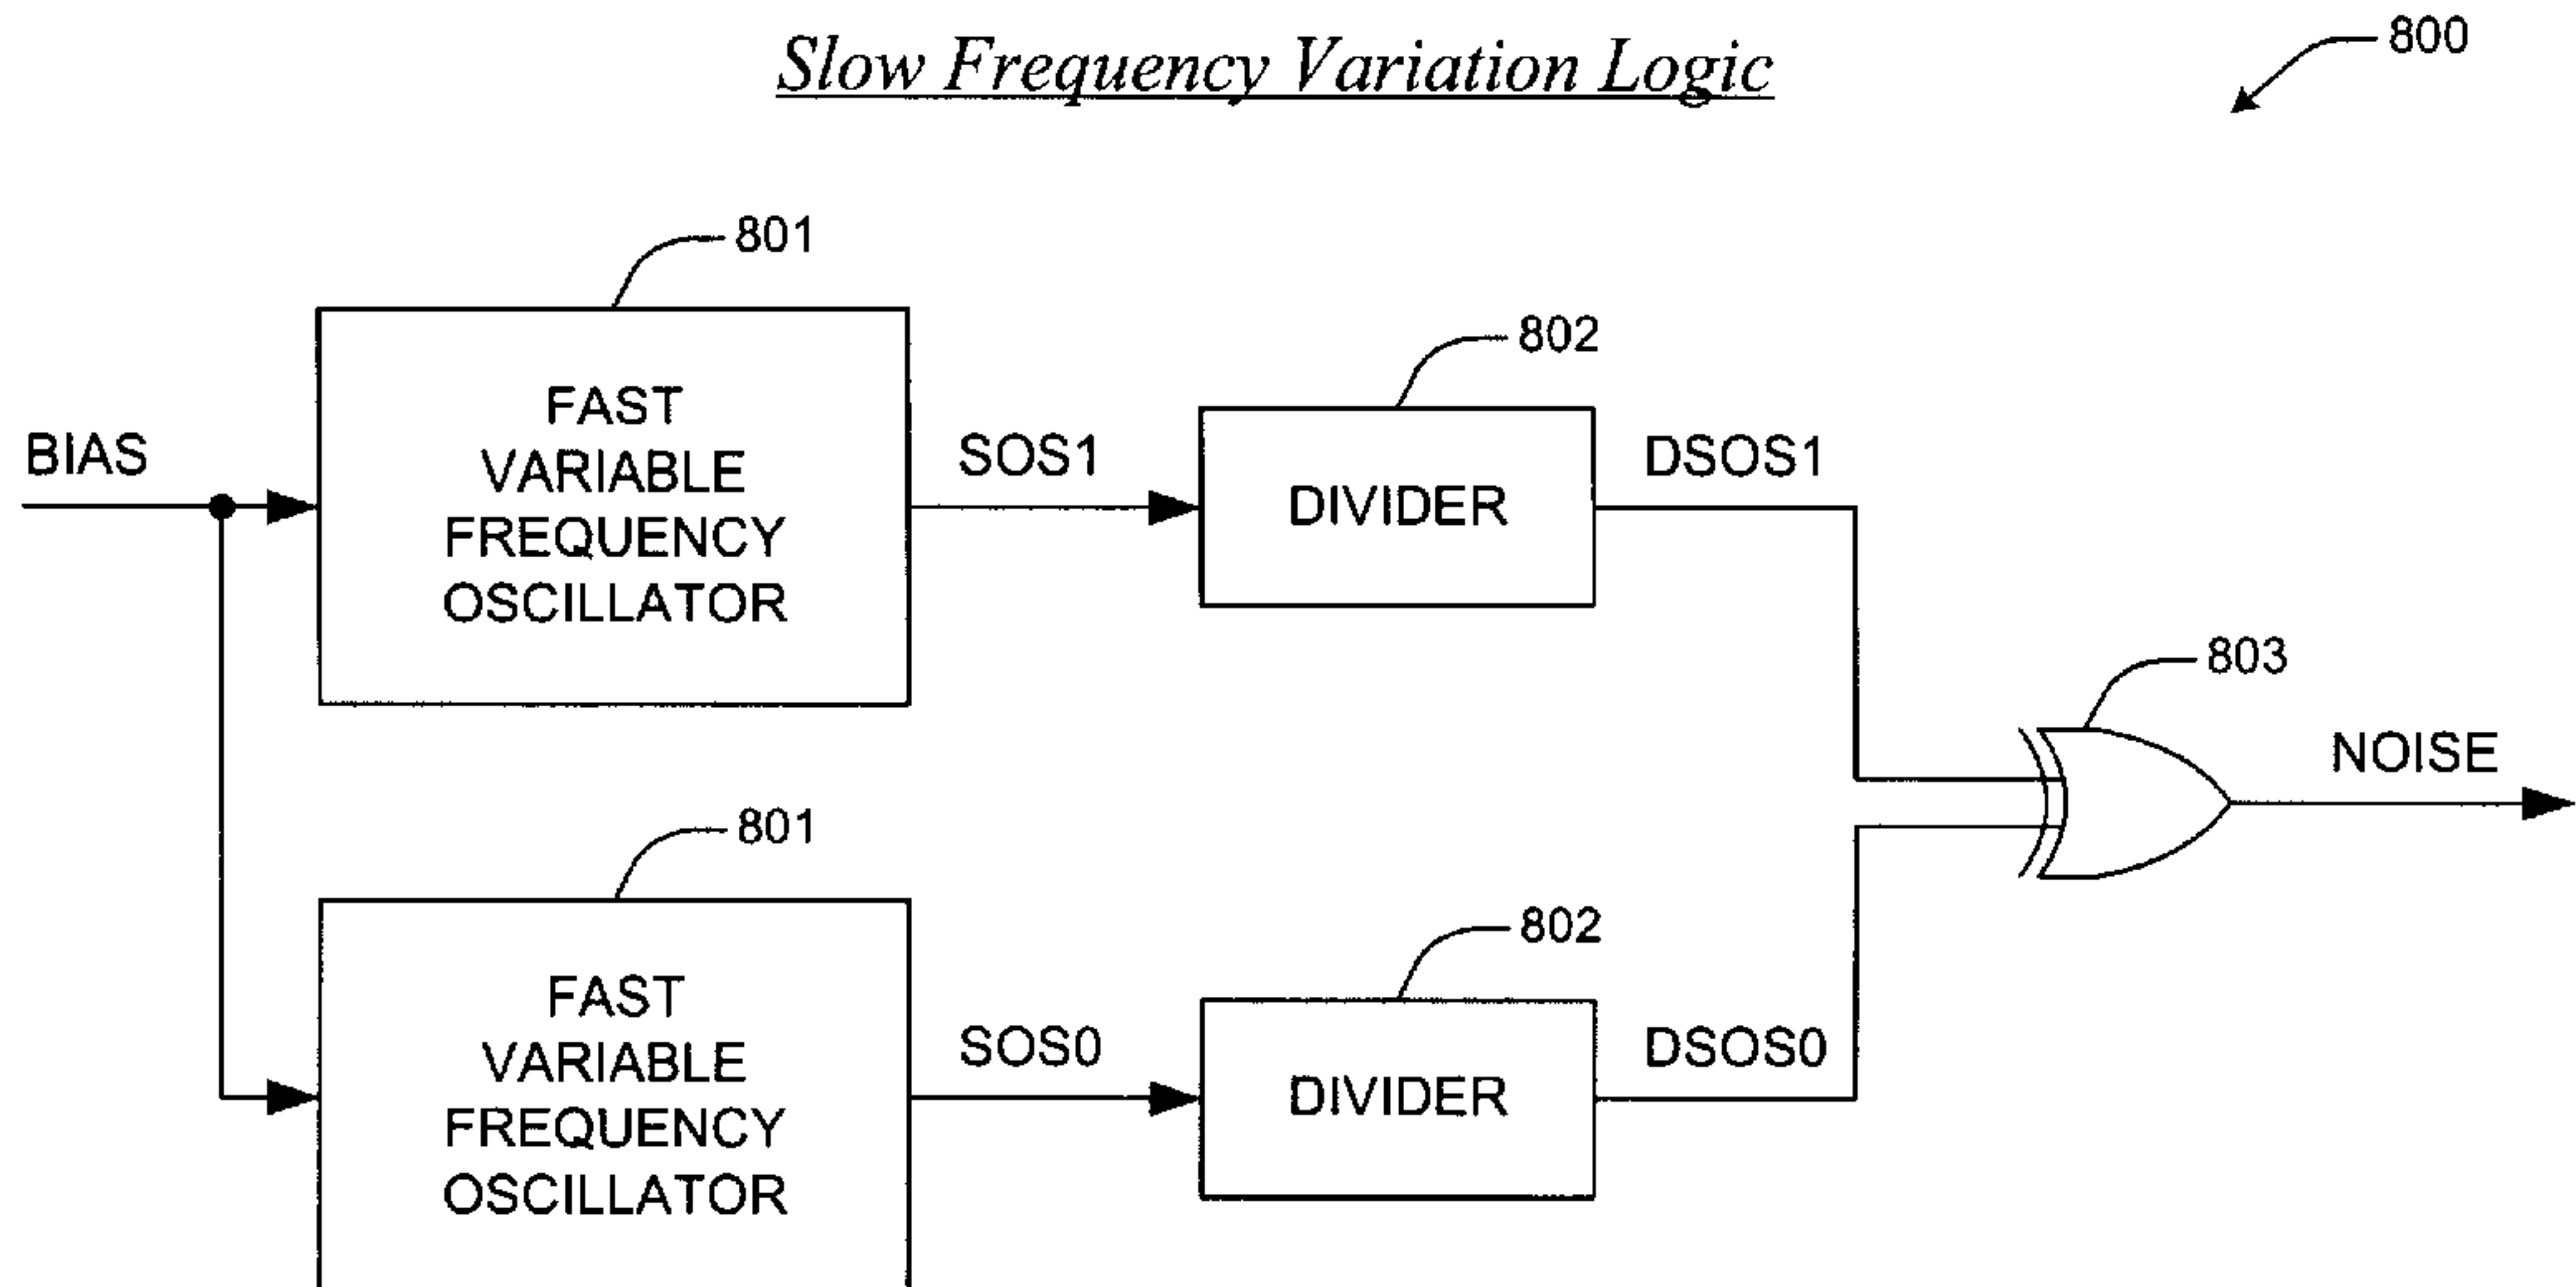 Slow Frequency Variation Logic
800
801
FAST
VARIABLE
FREQUENCY
OSCILLATOR
BIAS
SOS1
802
DIVIDER
DSOS1
803
NOISE
801
FAST
VARIABLE
FREQUENCY
OSCILLATOR
SOS0
802
DIVIDER
DSOS0